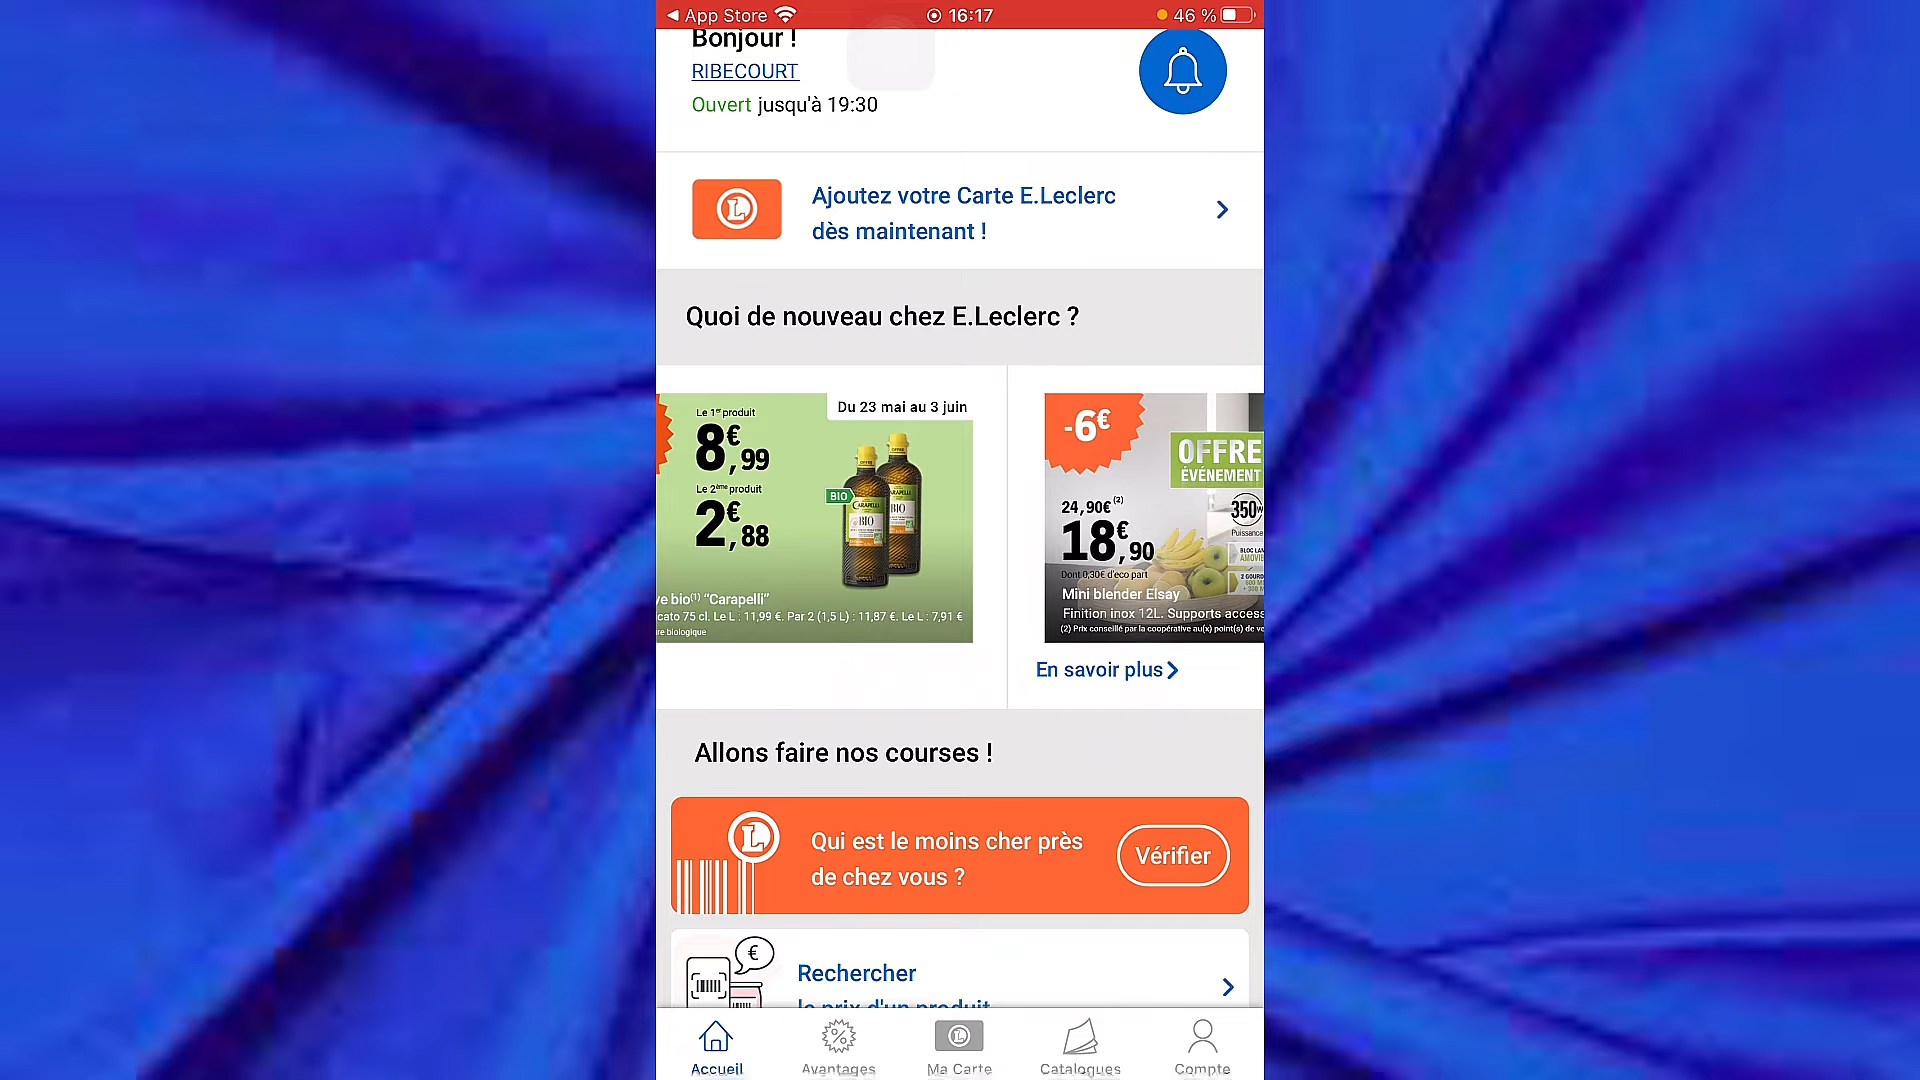 App Store 16:17 46 %
Bonjour !
RIBECOURT
Ouvert jusqu'à 19:30
Ajoutez votre Carte E.Leclerc
dès maintenant !
Quoi de nouveau chez E.Leclerc ?
Du 23 mai au 3 juin
Le 1er produit
8€,99
Le 2ème produit
2€,88
BIO
CARAPELLI
BIO
ve bio(1) “Carapelli”
cato 75 cl. Le L : 11,99 €. Par 2 (1,5 L) : 11,87 €. Le L : 7,91 €
re biologique
-6€
OFFRE
ÉVÉNEMENT
24,90€ (2)
18€,90
350W
Puissance
Dont 0,30€ d'eco part
Mini blender Elsay
Finition inox 12L. Supports access
(2) Prix conseillé par la coopérative au(x) point(s) de ve
En savoir plus
Allons faire nos courses !
Qui est le moins cher près
de chez vous ?
Vérifier
Rechercher
le prix d'un produit
Accueil
Avantages
Ma Carte
Catalogues
Compte